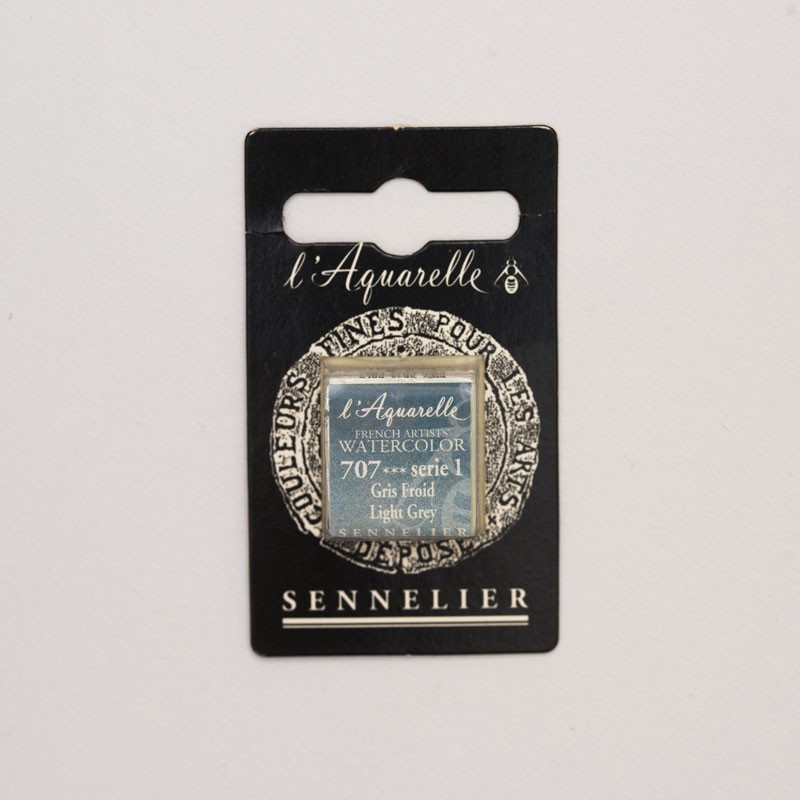 l'Aquarelle
COULEURS FINES POUR LES ARTS
DÉPOSÉ
l'Aquarelle
FRENCH ARTISTS'
WATERCOLOR
707*** serie 1
Gris Froid
Light Grey
SENNELIER
SENNELIER